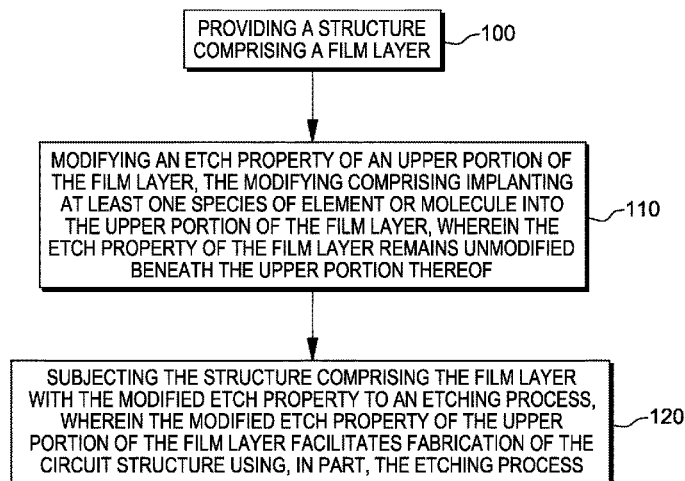 PROVIDING A STRUCTURE
COMPRISING A FILM LAYER
100
MODIFYING AN ETCH PROPERTY OF AN UPPER PORTION OF
THE FILM LAYER, THE MODIFYING COMPRISING IMPLANTING
AT LEAST ONE SPECIES OF ELEMENT OR MOLECULE INTO
THE UPPER PORTION OF THE FILM LAYER, WHEREIN THE
ETCH PROPERTY OF THE FILM LAYER REMAINS UNMODIFIED
BENEATH THE UPPER PORTION THEREOF
110
SUBJECTING THE STRUCTURE COMPRISING THE FILM LAYER
WITH THE MODIFIED ETCH PROPERTY TO AN ETCHING PROCESS,
WHEREIN THE MODIFIED ETCH PROPERTY OF THE UPPER
PORTION OF THE FILM LAYER FACILITATES FABRICATION OF THE
CIRCUIT STRUCTURE USING, IN PART, THE ETCHING PROCESS
120